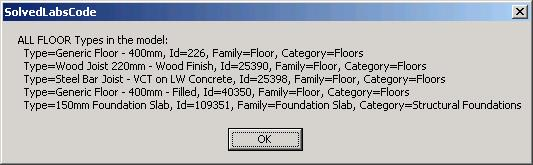 SolvedLabsCode
ALL FLOOR Types in the model:
Type=Generic Floor - 400mm, Id=226, Family=Floor, Category=Floors
Type=Wood Joist 220mm - Wood Finish, Id=25390, Family=Floor, Category=Floors
Type=Steel Bar Joist - VCT on LW Concrete, Id=25398, Family=Floor, Category=Floors
Type=Generic Floor - 400mm - Filled, Id=40350, Family=Floor, Category=Floors
Type=150mm Foundation Slab, Id=109351, Family=Foundation Slab, Category=Structural Foundations
OK